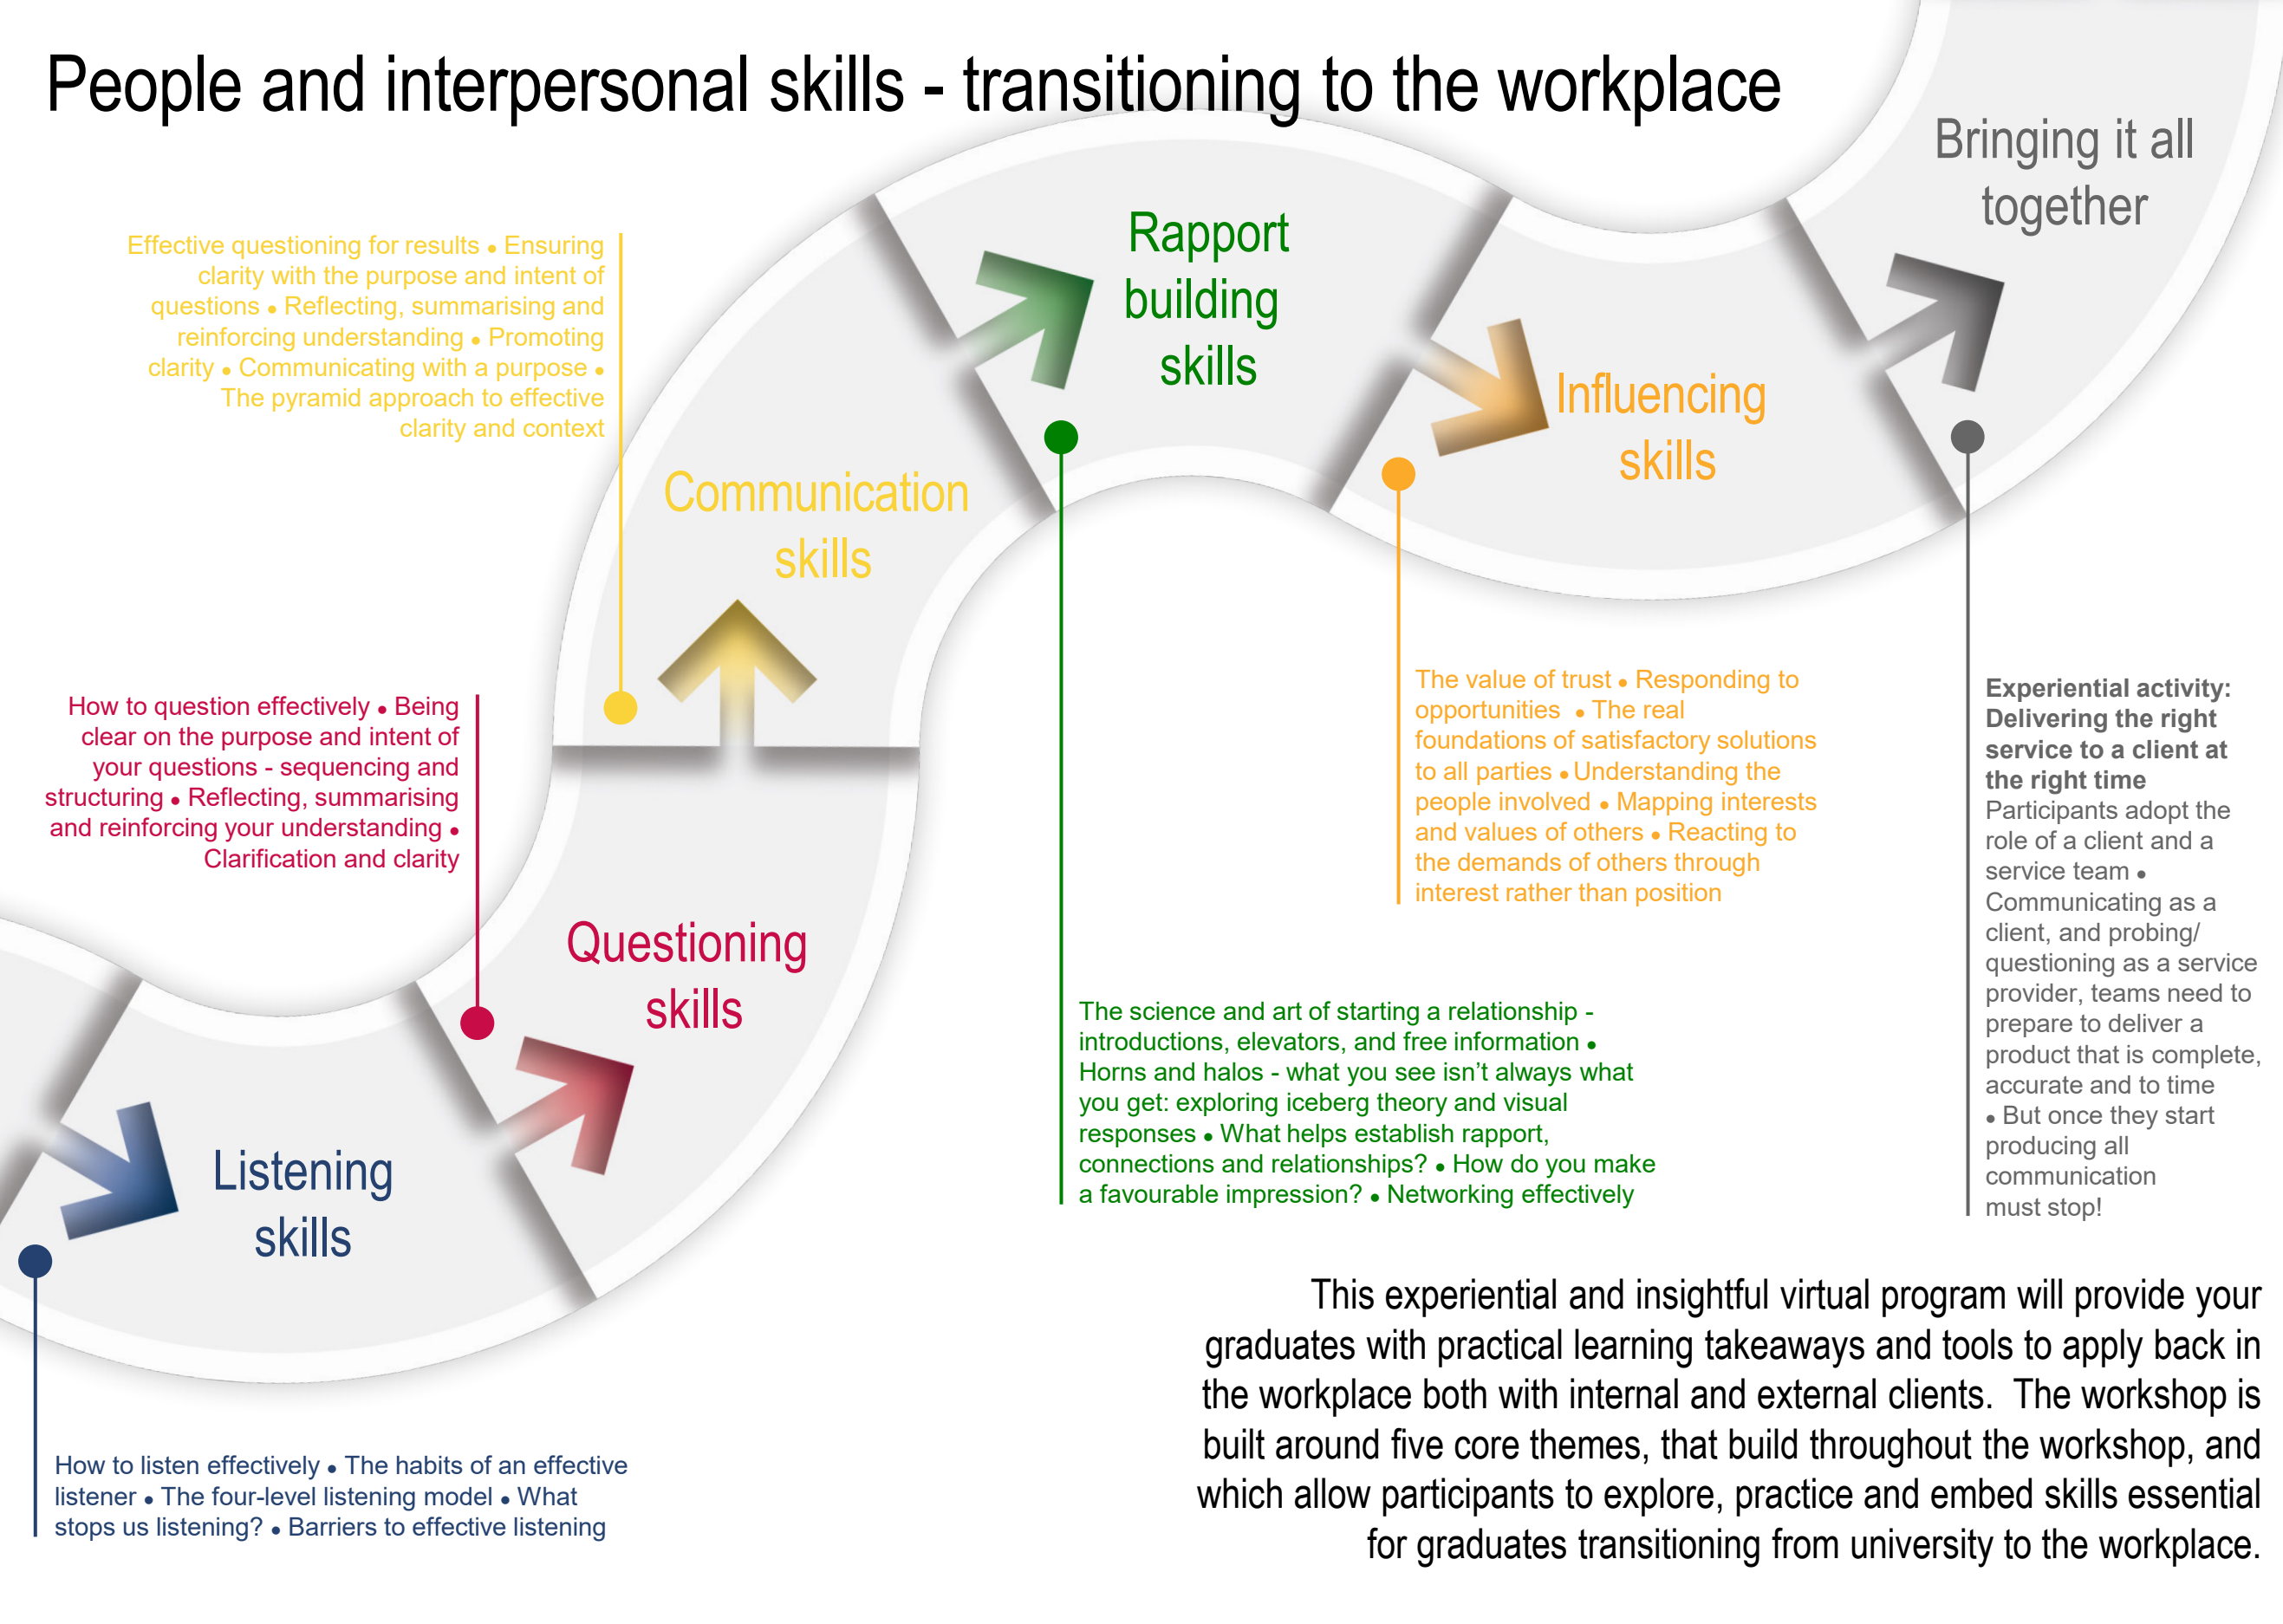 People and interpersonal skills - transitioning to the workplace
Bringing it all
together
Rapport
building
skills
Effective questioning for results • Ensuring
clarity with the purpose and intent of
questions • Reflecting, summarising and
reinforcing understanding • Promoting
clarity • Communicating with a purpose •
The pyramid approach to effective
clarity and context
Influencing
skills
Communication
skills
How to question effectively • Being
clear on the purpose and intent of
your questions - sequencing and
structuring • Reflecting, summarising
and reinforcing your understanding •
Clarification and clarity
The value of trust • Responding to
opportunities • The real
foundations of satisfactory solutions
to all parties • Understanding the
people involved • Mapping interests
and values of others • Reacting to
the demands of others through
interest rather than position
Experiential activity:
Delivering the right
service to a client at
the right time
Participants adopt the
role of a client and a
service team •
Communicating as a
client, and probing/
questioning as a service
provider, teams need to
prepare to deliver a
product that is complete,
accurate and to time
• But once they start
producing all
communication
must stop!
Questioning
skills
The science and art of starting a relationship -
introductions, elevators, and free information •
Horns and halos - what you see isn't always what
you get: exploring iceberg theory and visual
responses • What helps establish rapport,
connections and relationships? • How do you make
a favourable impression? • Networking effectively
Listening
skills
How to listen effectively • The habits of an effective
listener • The four-level listening model • What
stops us listening? • Barriers to effective listening
This experiential and insightful virtual program will provide your
graduates with practical learning takeaways and tools to apply back in
the workplace both with internal and external clients. The workshop is
built around five core themes, that build throughout the workshop, and
which allow participants to explore, practice and embed skills essential
for graduates transitioning from university to the workplace.